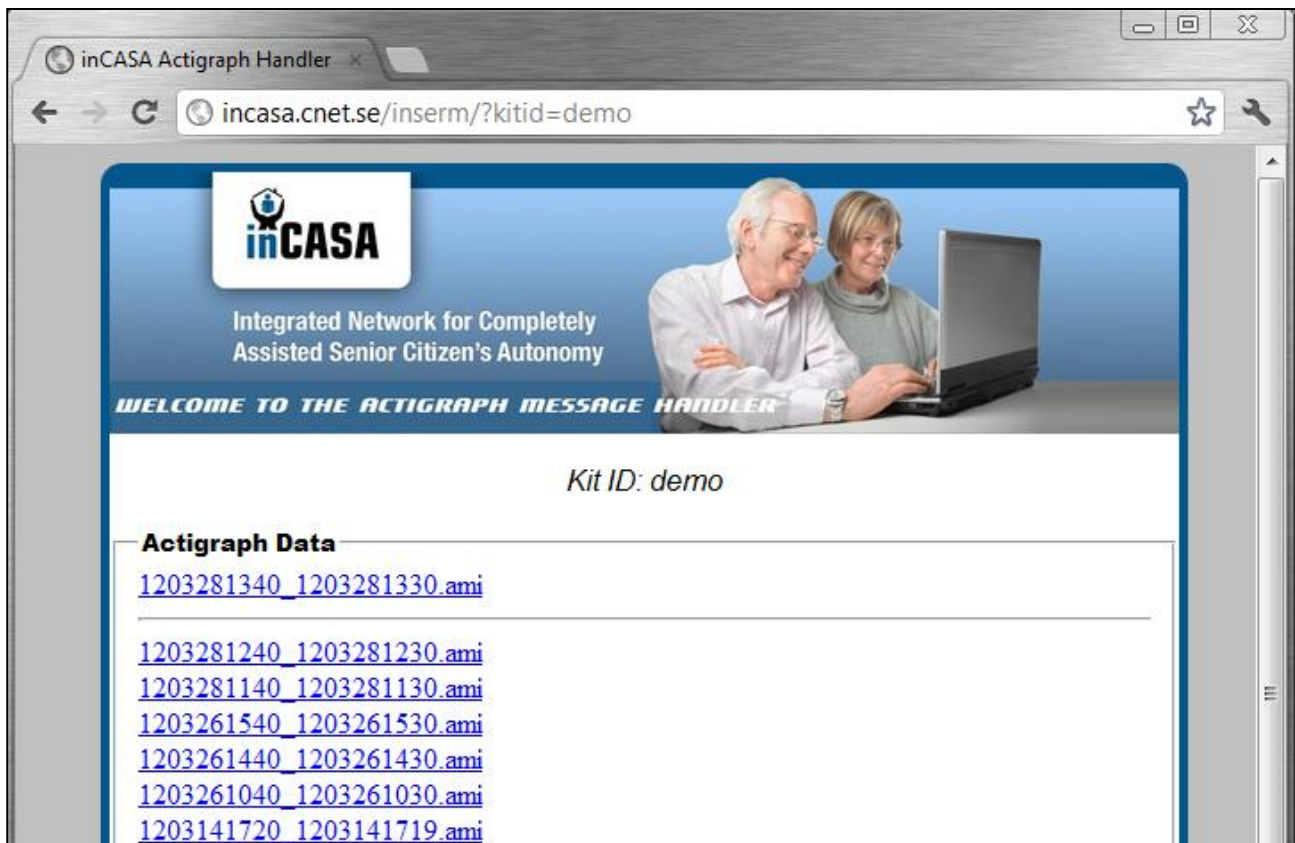 inCASA Actigraph Handler
incasa.cnet.se/inserm/?kitid=demo
inCASA
Integrated Network for Completely
Assisted Senior Citizen's Autonomy
WELCOME TO THE ACTIGRAPH MESSAGE HANDLER
Kit ID: demo
Actigraph Data
1203281340_1203281330.ami
1203281240_1203281230.ami
1203281140_1203281130.ami
1203261540_1203261530.ami
1203261440_1203261430.ami
1203261040_1203261030.ami
1203141720_1203141719.ami